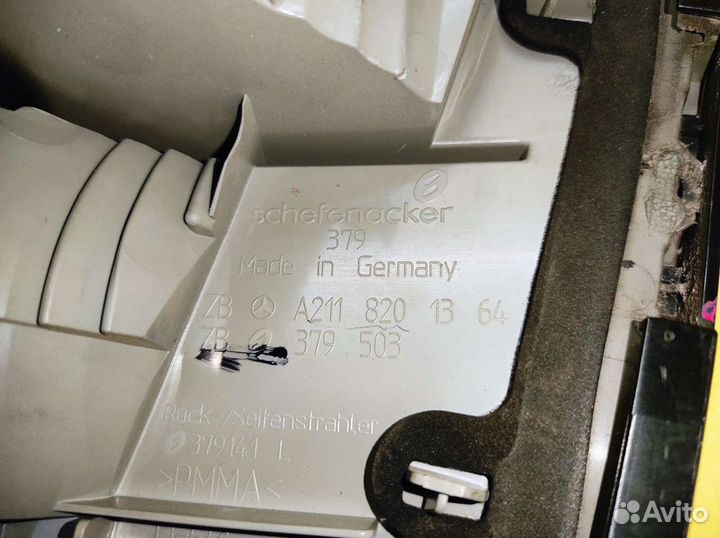 schefenacker
379
Made in Germany
ZB A211 820 13 64
ZB 379 503
Rück-/Seitenstrahler
379141 L
>PMMA<
Avito